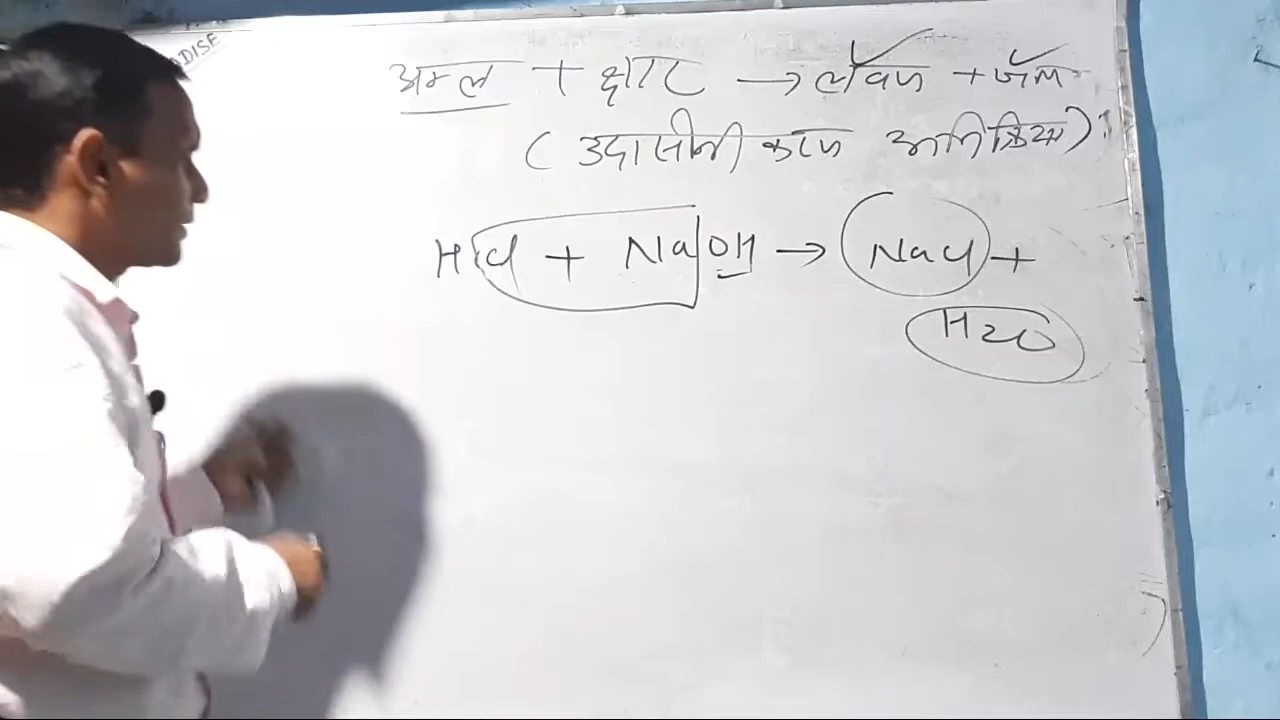 अम्ल + क्षार → लवण + जल
(उदासीनीकरण अभिक्रिया)
HCl + NaOH → NaCl +
H2O